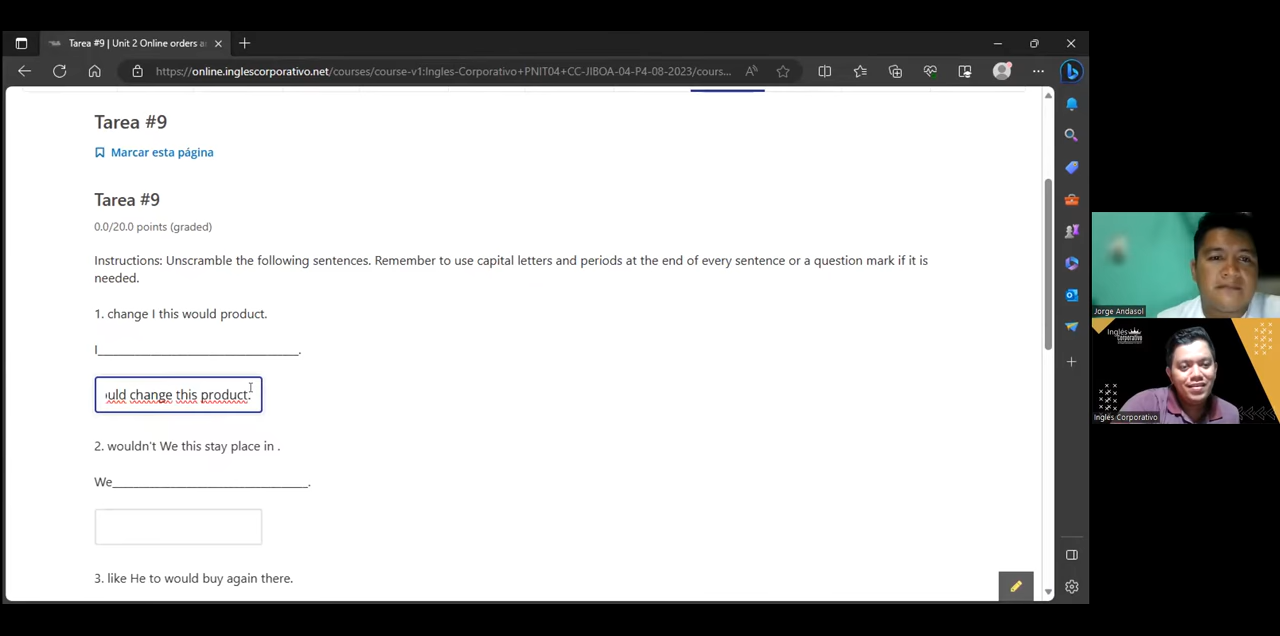 Tarea #9 | Unit 2 Online orders a
https://online.inglescorporativo.net/courses/course-v1:Ingles-Corporativo+PNIT04+CC-JIBOA-04-P4-08-2023/cours...
Tarea #9
Marcar esta página
Tarea #9
0.0/20.0 points (graded)
Instructions: Unscramble the following sentences. Remember to use capital letters and periods at the end of every sentence or a question mark if it is
needed.
1. change I this would product.
I______________________________.
ould change this product.
2. wouldn't We this stay place in .
We_____________________________.
3. like He to would buy again there.
Jorge Andasol
Inglés
Corporativo
Inglés Corporativo